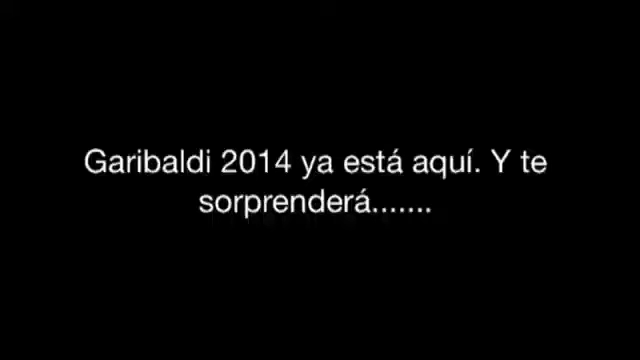 Garibaldi 2014 ya está aquí. Y te
sorprenderá.......